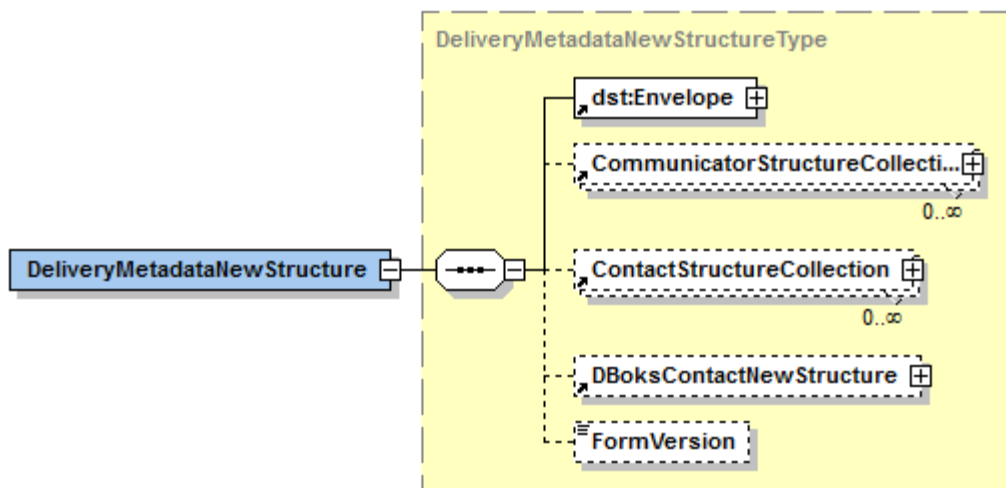 DeliveryMetadataNewStructureType
dst:Envelope
CommunicatorStructureCollecti...
0..∞
DeliveryMetadataNewStructure
ContactStructureCollection
0..∞
DBoksContactNewStructure
FormVersion